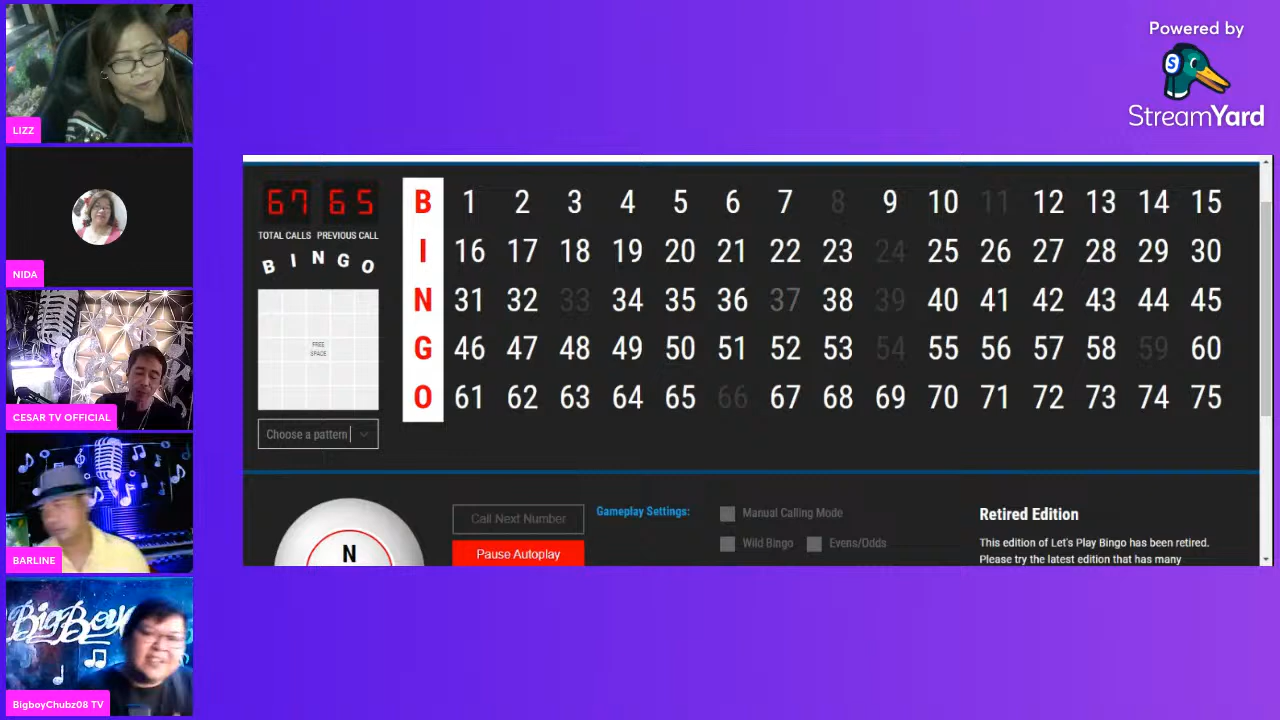 LIZZ
NIDA
CESAR TV OFFICIAL
BARLINE
BigBoy
BigboyChubz08 TV
Powered by
StreamYard
67 65
TOTAL CALLS PREVIOUS CALL
B I N G O
FREE
SPACE
Choose a pattern
B 1 2 3 4 5 6 7 8 9 10 11 12 13 14 15
I 16 17 18 19 20 21 22 23 24 25 26 27 28 29 30
N 31 32 33 34 35 36 37 38 39 40 41 42 43 44 45
G 46 47 48 49 50 51 52 53 54 55 56 57 58 59 60
O 61 62 63 64 65 66 67 68 69 70 71 72 73 74 75
N
Call Next Number
Pause Autoplay
Gameplay Settings:
Manual Calling Mode
Wild Bingo Evens/Odds
Retired Edition
This edition of Let's Play Bingo has been retired.
Please try the latest edition that has many